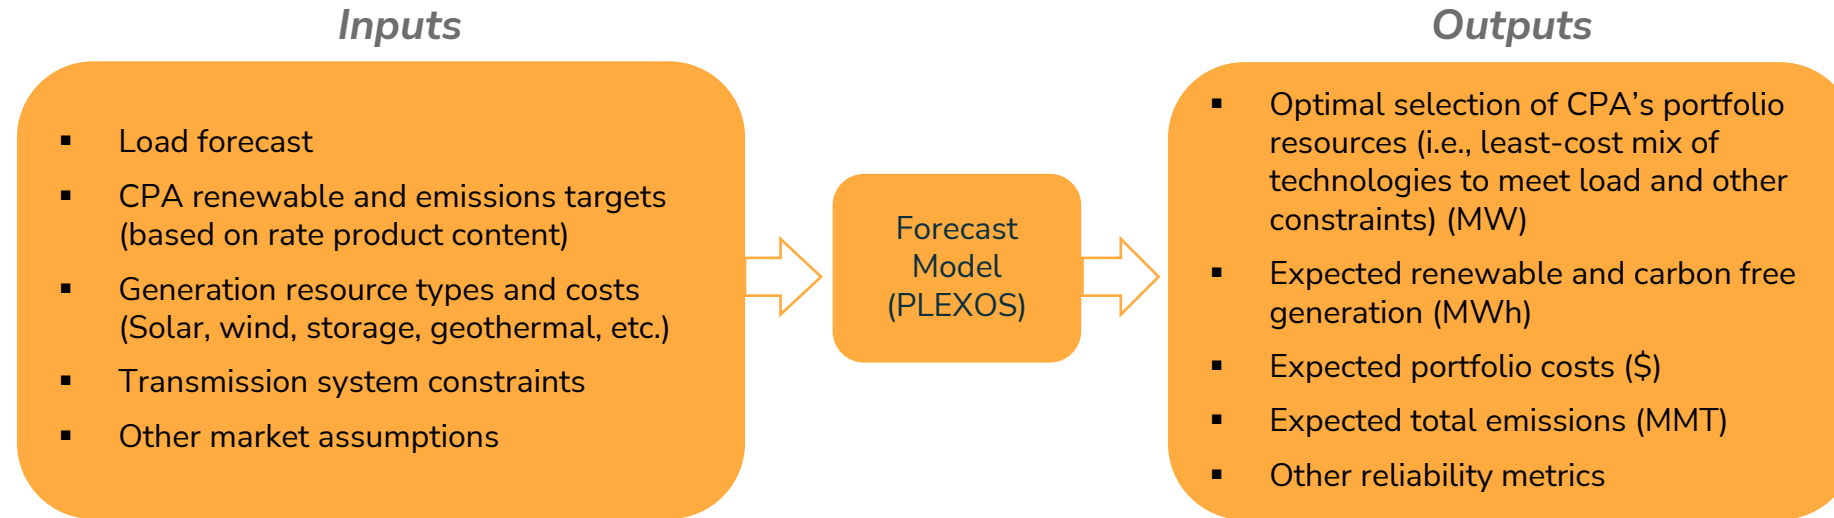 Inputs
▪ Load forecast
▪ CPA renewable and emissions targets
(based on rate product content)
▪ Generation resource types and costs
(Solar, wind, storage, geothermal, etc.)
▪ Transmission system constraints
▪ Other market assumptions
Forecast
Model
(PLEXOS)
Outputs
▪ Optimal selection of CPA’s portfolio
resources (i.e., least-cost mix of
technologies to meet load and other
constraints) (MW)
▪ Expected renewable and carbon free
generation (MWh)
▪ Expected portfolio costs ($)
▪ Expected total emissions (MMT)
▪ Other reliability metrics